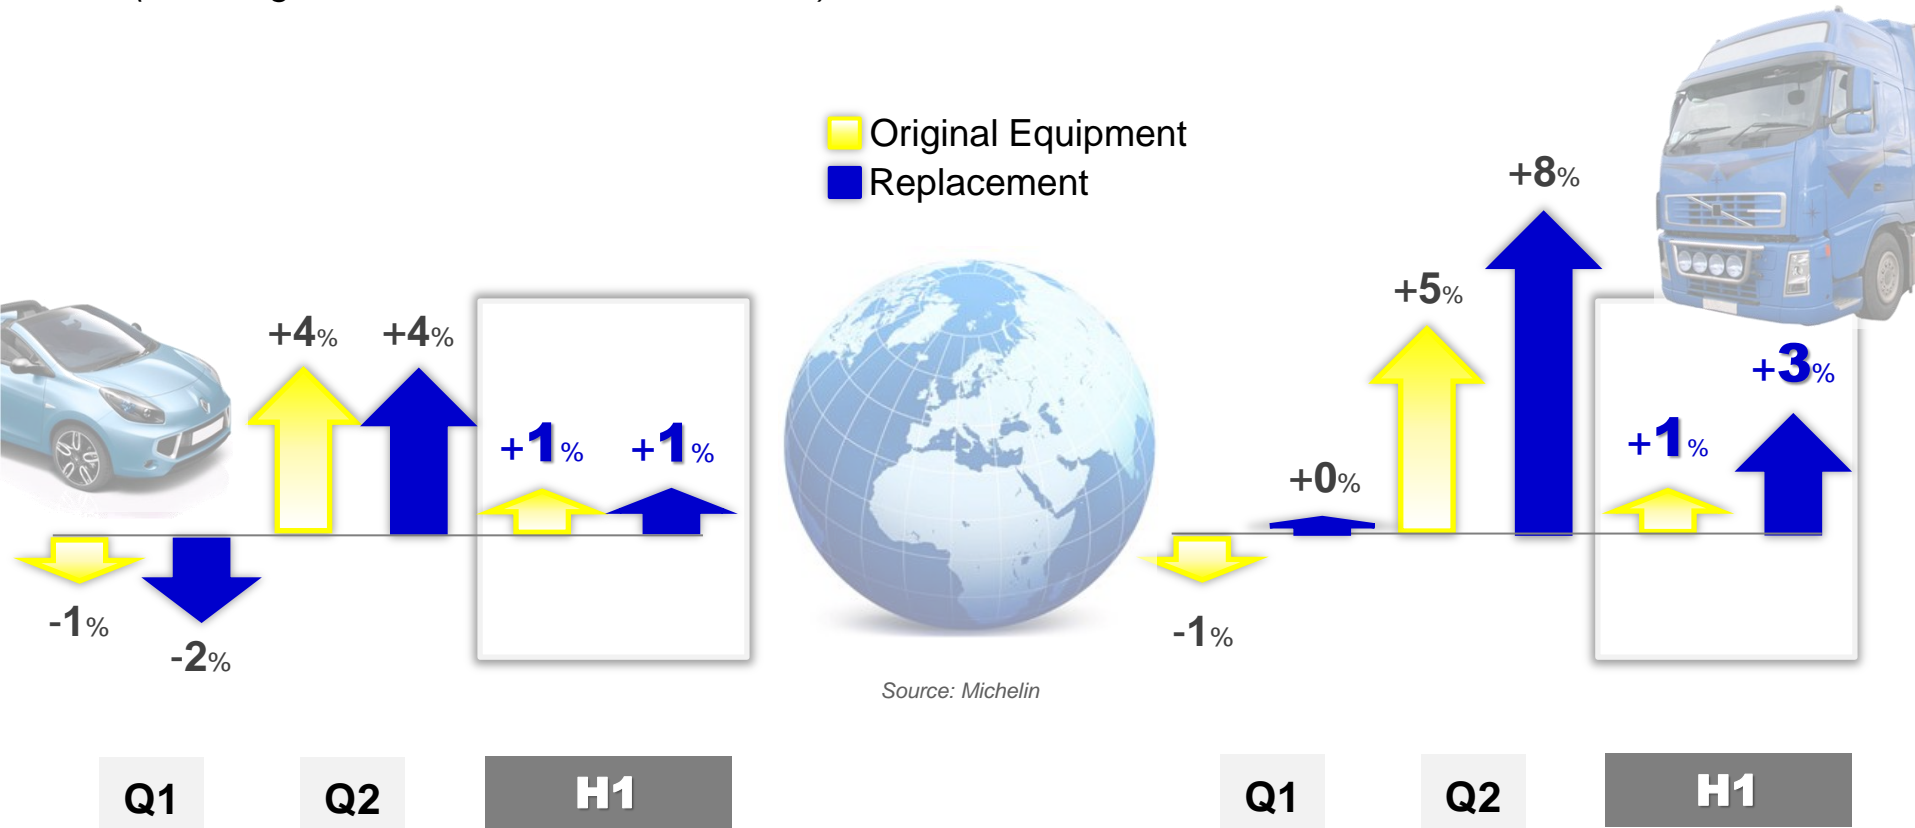 Original Equipment
Replacement
+8%
+5%
+4% +4%
+3%
+1% +1%
+1%
+0%
-1%
-2%
-1%
Source: Michelin
Q1 Q2 H1
Q1 Q2 H1